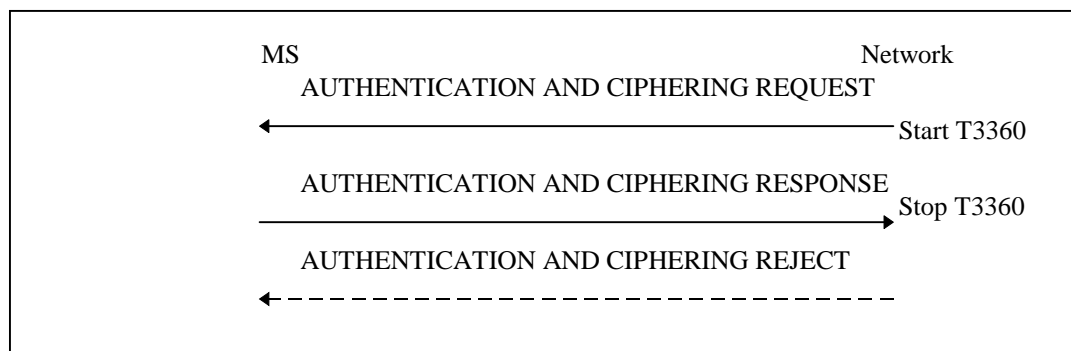 MS Network
AUTHENTICATION AND CIPHERING REQUEST
Start T3360
AUTHENTICATION AND CIPHERING RESPONSE
Stop T3360
AUTHENTICATION AND CIPHERING REJECT